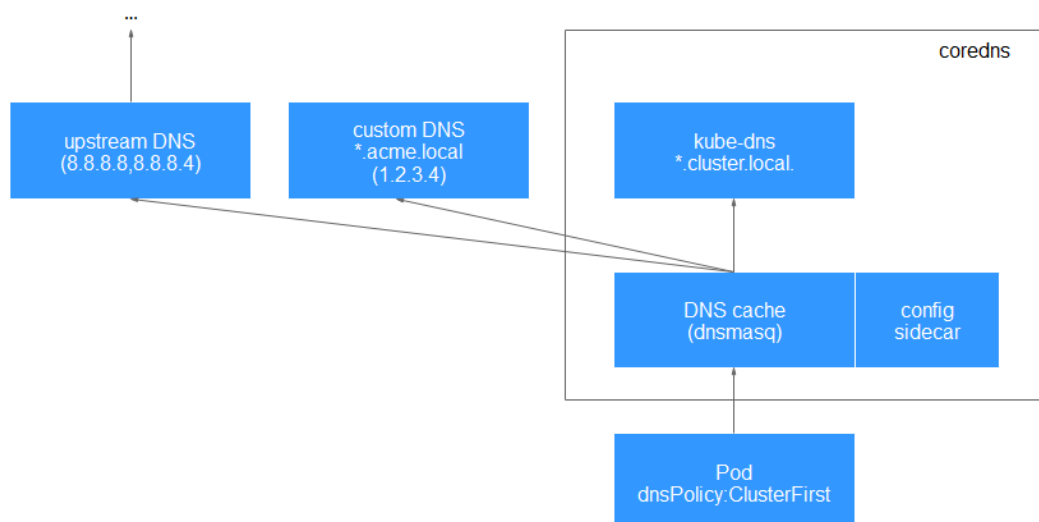 ...
coredns
upstream DNS
(8.8.8.8,8.8.8.4)
custom DNS
*.acme.local
(1.2.3.4)
kube-dns
*.cluster.local.
DNS cache
(dnsmasq)
config
sidecar
Pod
dnsPolicy:ClusterFirst